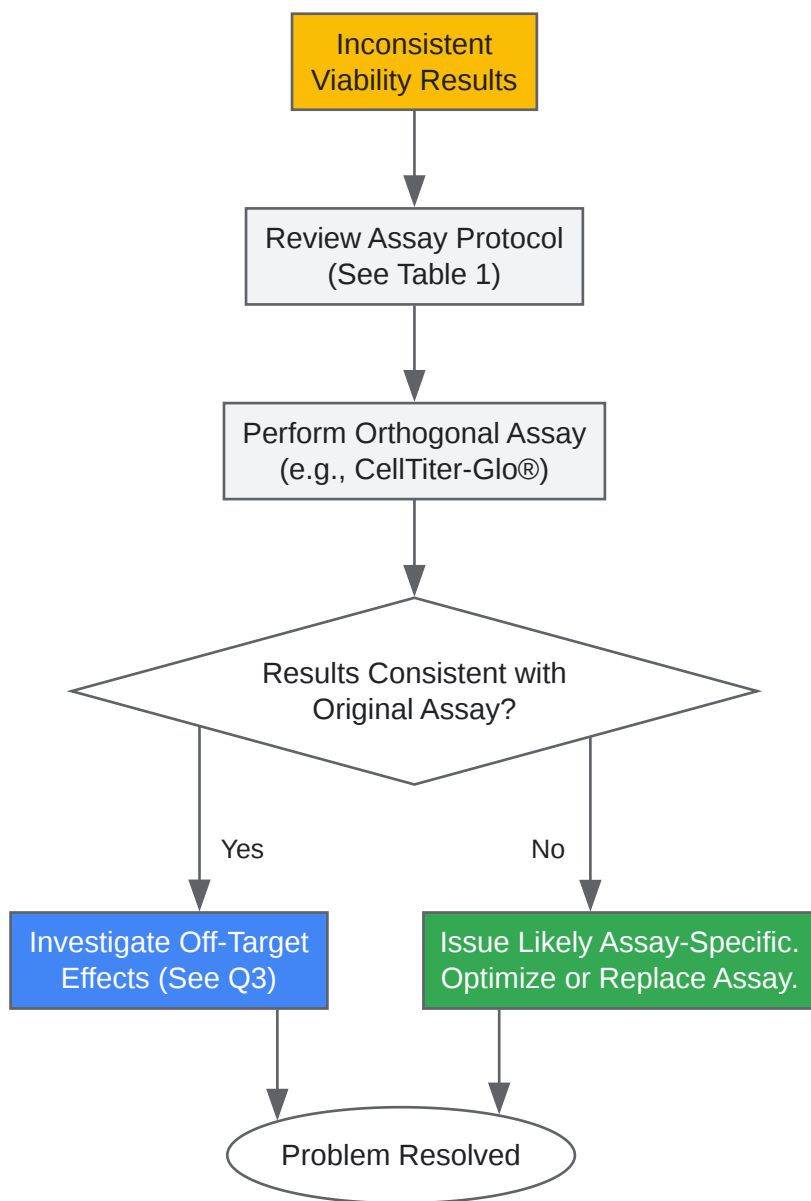 Inconsistent
Viability Results
Review Assay Protocol
(See Table 1)
Perform Orthogonal Assay
(e.g., CellTiter-Glo®)
Results Consistent with
Original Assay?
Yes
No
Investigate Off-Target
Effects (See Q3)
Issue Likely Assay-Specific.
Optimize or Replace Assay.
Problem Resolved